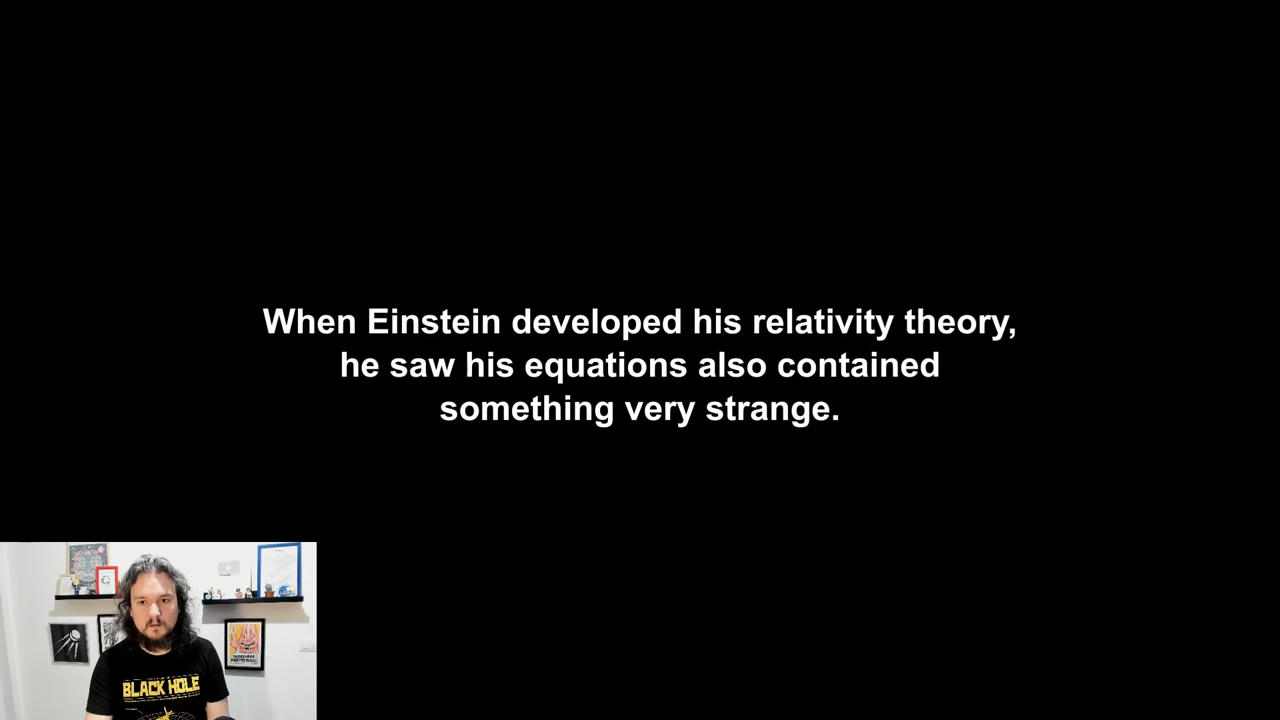 When Einstein developed his relativity theory,
he saw his equations also contained
something very strange.
BLACK HOLE